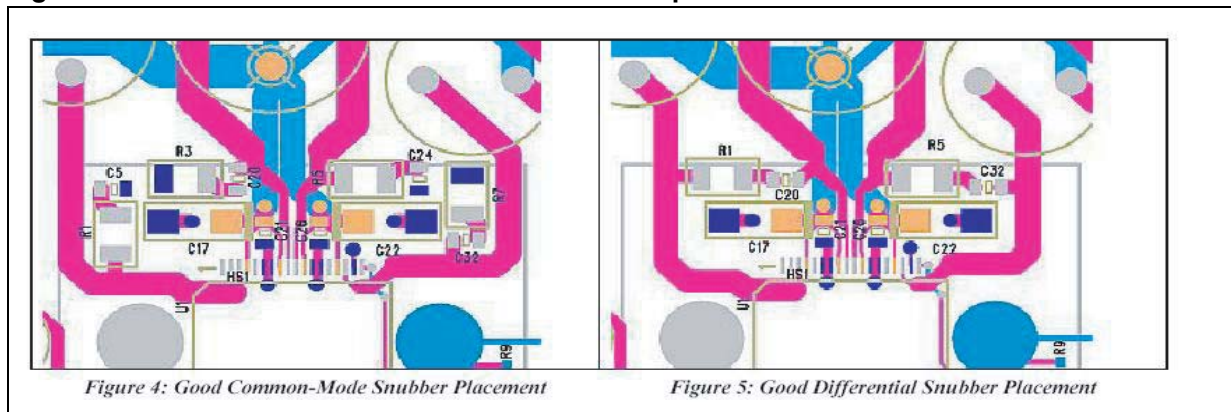 C5
R3
C20
R5
C24
R1
R7
C17
C21
C26
C22
C32
HS1
U1
R9
Figure 4: Good Common-Mode Snubber Placement
R1
R5
C20
C32
C17
C21
C22
HS1
U1
R9
Figure 5: Good Differential Snubber Placement